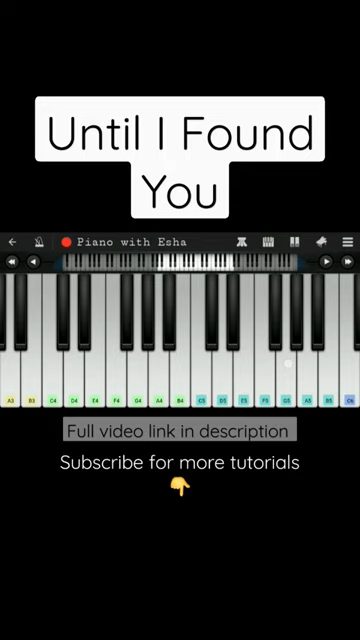 Until I Found
You
Piano with Esha
A3 B3 C4 D4 E4 F4 G4 A4 B4 C5 D5 E5 F5 G5 A5 B5 C6
Full video link in description
Subscribe for more tutorials
👇